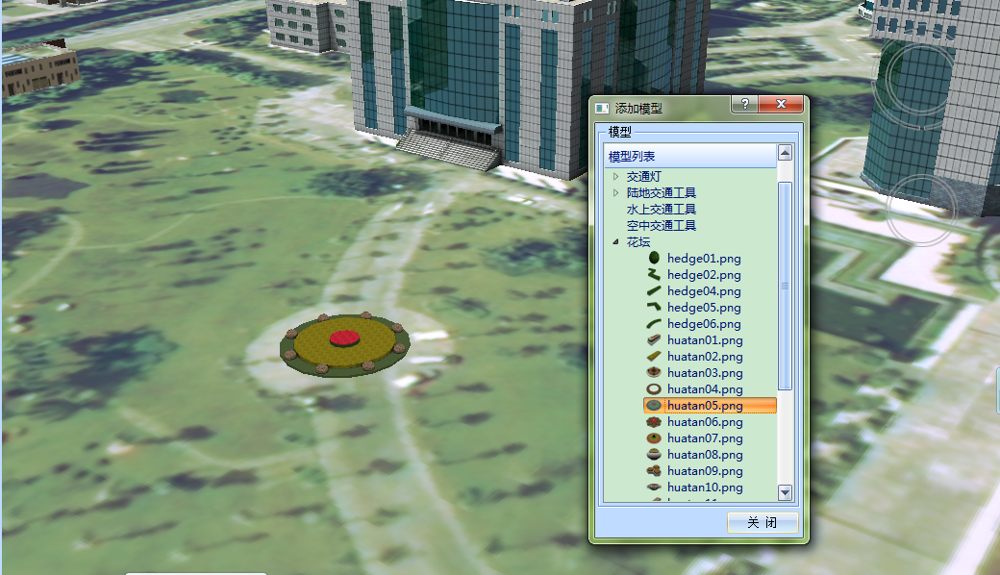 添加模型
?
模型
模型列表
交通灯
陆地交通工具
水上交通工具
空中交通工具
花坛
hedge01.png
hedge02.png
hedge04.png
hedge05.png
hedge06.png
huatan01.png
huatan02.png
huatan03.png
huatan04.png
huatan05.png
huatan06.png
huatan07.png
huatan08.png
huatan09.png
huatan10.png
关 闭